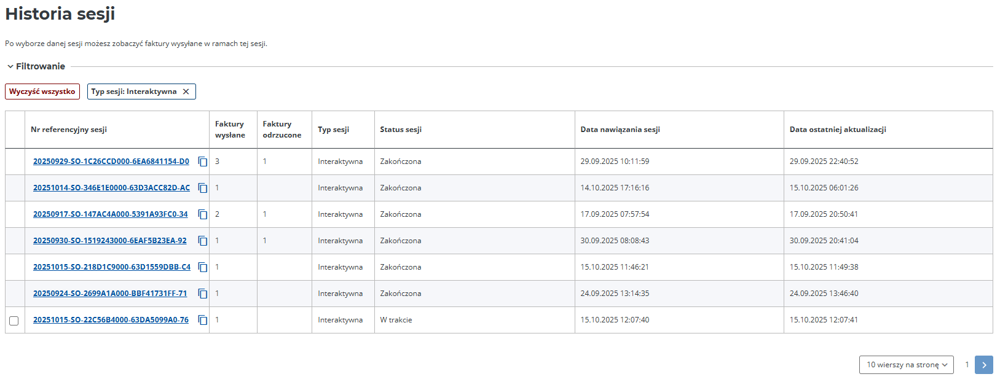 Historia sesji
Po wyborze danej sesji możesz zobaczyć faktury wysyłane w ramach tej sesji.
Filtrowanie
Wyczyść wszystko Typ sesji: Interaktywna
Nr referencyjny sesji Faktury wysłane Faktury odrzucone Typ sesji Status sesji Data nawiązania sesji Data ostatniej aktualizacji
20250929-SO-1C26CCD000-6EA6841154-D0 3 1 Interaktywna Zakończona 29.09.2025 10:11:59 29.09.2025 22:40:52
20251014-SO-346E1E0000-63D3ACC82D-AC 1 Interaktywna Zakończona 14.10.2025 17:16:16 15.10.2025 06:01:26
20250917-SO-147AC4A000-5391A93FC0-34 2 1 Interaktywna Zakończona 17.09.2025 07:57:54 17.09.2025 20:50:41
20250930-SO-1519243000-6EAF5B23EA-92 1 1 Interaktywna Zakończona 30.09.2025 08:08:43 30.09.2025 20:41:04
20251015-SO-218D1C9000-63D1559DBB-C4 1 Interaktywna Zakończona 15.10.2025 11:46:21 15.10.2025 11:49:38
20250924-SO-2699A1A000-BBF41731FF-71 1 Interaktywna Zakończona 24.09.2025 13:14:35 24.09.2025 13:46:40
20251015-SO-22C56B4000-63DA5099A0-76 1 Interaktywna W trakcie 15.10.2025 12:07:40 15.10.2025 12:07:41
10 wierszy na stronę 1